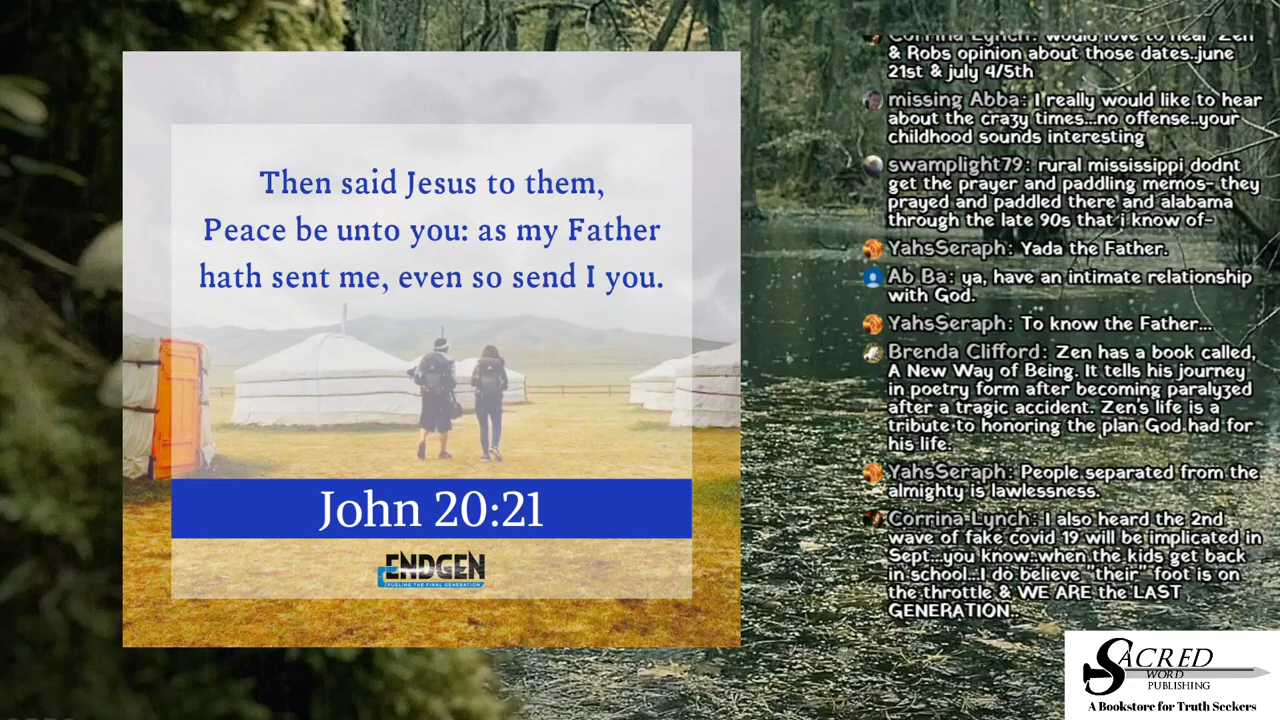 Then said Jesus to them,
Peace be unto you: as my Father
hath sent me, even so send I you.
John 20:21
ENDGEN
FUELING THE FINAL GENERATION
Corrina Lynch: would love to hear Zen
& Robs opinion about those dates..june
21st & july 4/5th
missing Abba: I really would like to hear
about the crazy times...no offense..your
childhood sounds interesting
swamplight79: rural mississippi dodnt
get the prayer and paddling memos- they
prayed and paddled there and alabama
through the late 90s that i know of-
YahsSeraph: Yada the Father.
Ab Ba: ya, have an intimate relationship
with God.
YahsSeraph: To know the Father...
Brenda Clifford: Zen has a book called,
A New Way of Being. It tells his journey
in poetry form after becoming paralyzed
after a tragic accident. Zen's life is a
tribute to honoring the plan God had for
his life.
YahsSeraph: People separated from the
almighty is lawlessness.
Corrina Lynch: I also heard the 2nd
wave of fake covid 19 will be implicated in
Sept...you know..when the kids get back
in school...I do believe "their" foot is on
the throttle & WE ARE the LAST
GENERATION..
SACRED
WORD
PUBLISHING
A Bookstore for Truth Seekers